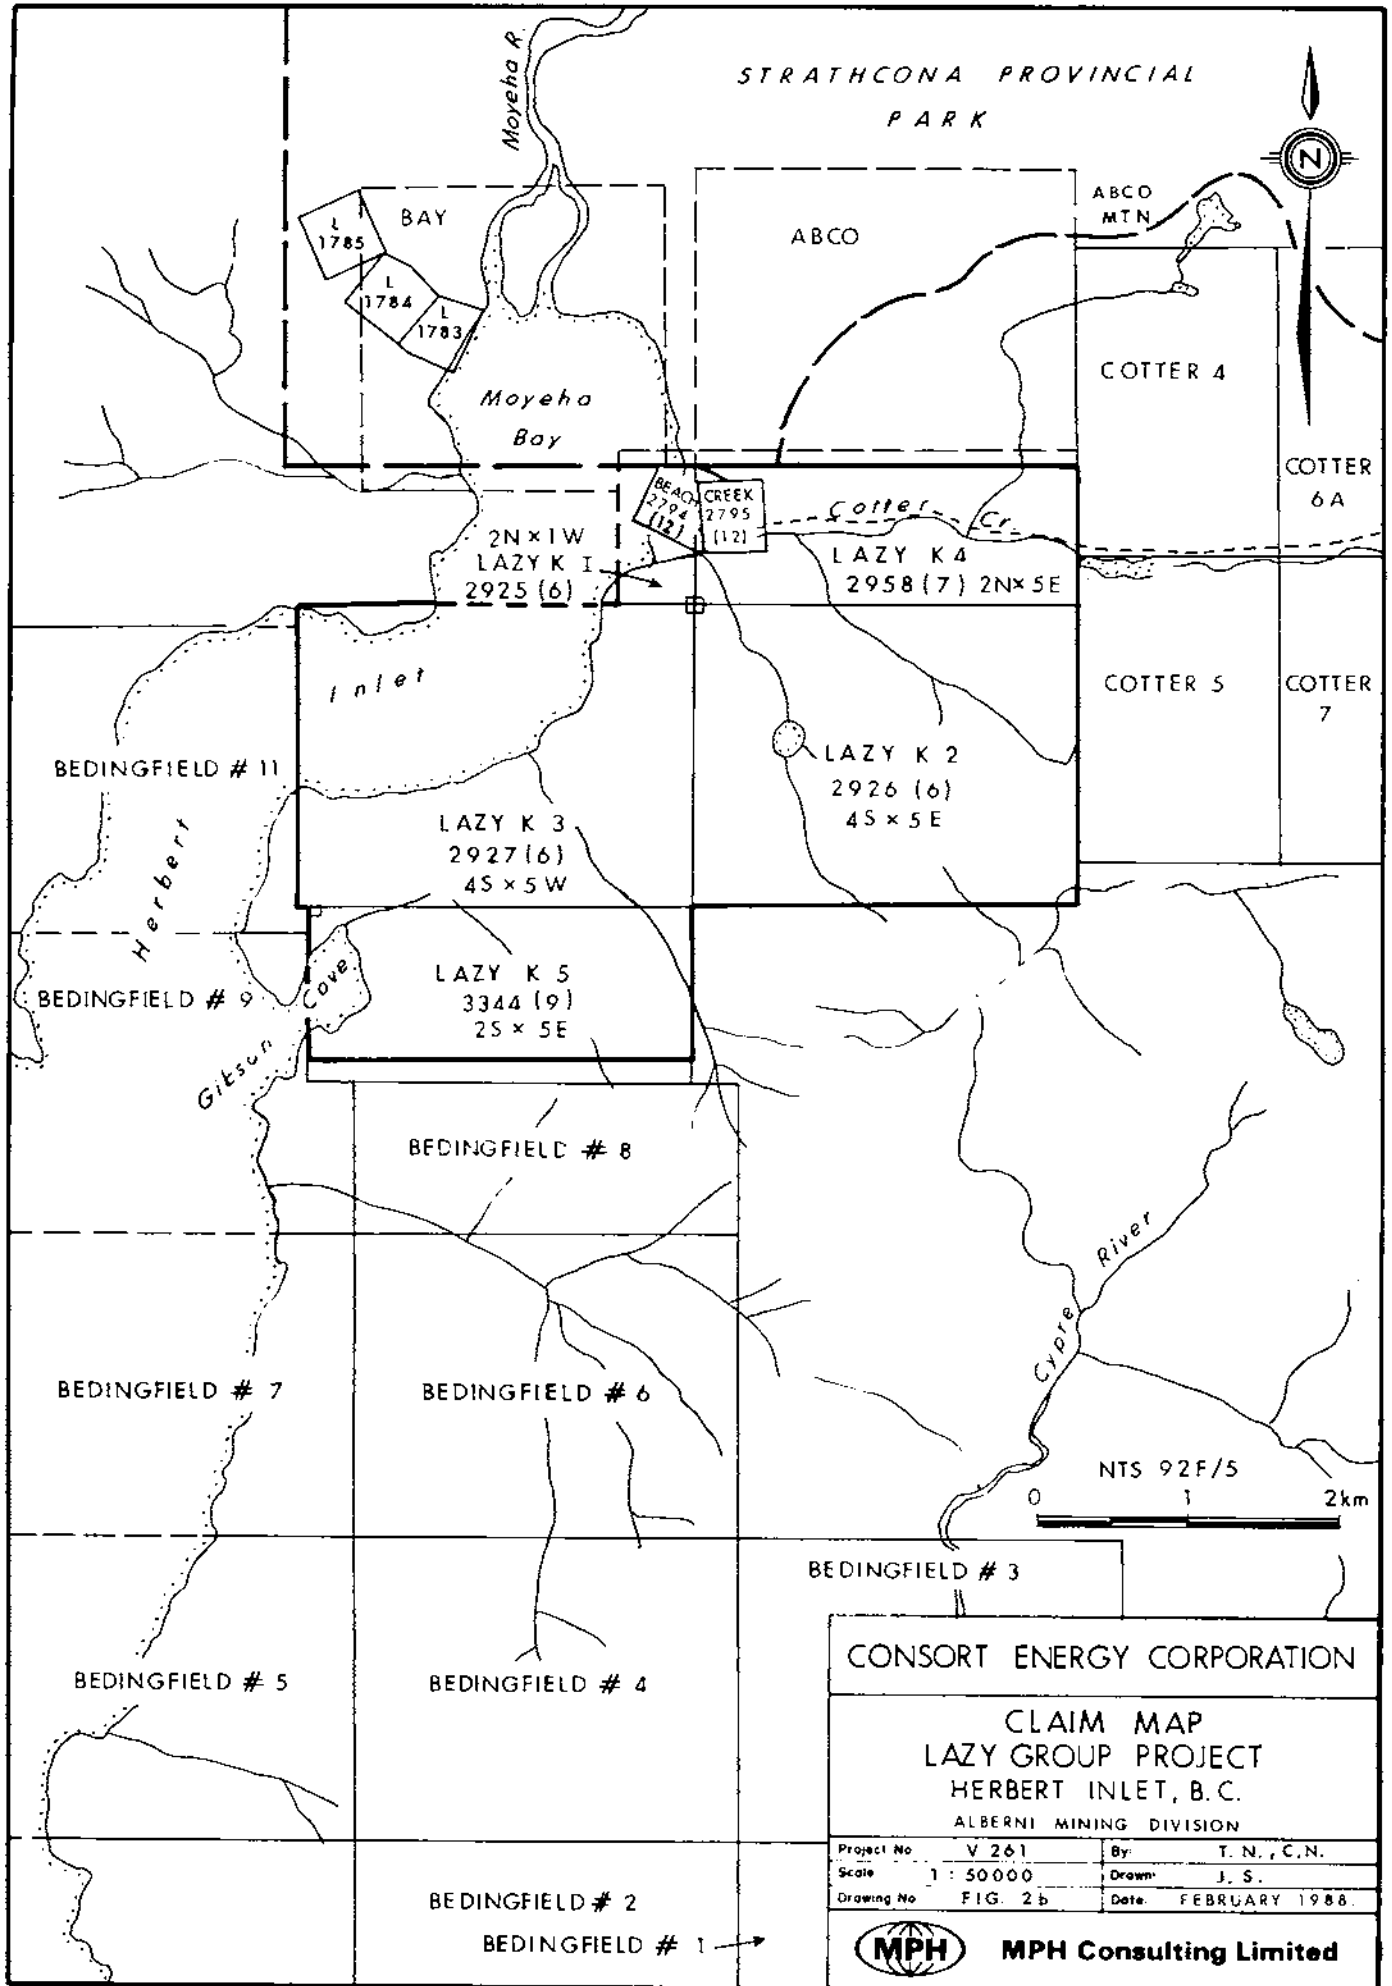 STRATHCONA PROVINCIAL
PARK
Moyeha R.
N
ABCO
MTN
BAY
ABCO
L
1785
L
1784
L
1783
COTTER 4
Moyeha
Bay
COTTER
6A
BEACH
2794
(12)
CREEK
2795
(12)
Cotter Cr.
2N × 1W
LAZY K I
2925 (6)
LAZY K 4
2958 (7) 2N × 5E
Inlet
COTTER 5
COTTER
7
BEDINGFIELD # 11
LAZY K 2
2926 (6)
4S × 5E
LAZY K 3
2927 (6)
4S × 5W
Herbert
LAZY K 5
3344 (9)
2S × 5E
BEDINGFIELD # 9
Gibson Cove
BEDINGFIELD # 8
Cypre River
BEDINGFIELD # 7
BEDINGFIELD # 6
NTS 92F/5
0 1 2km
BEDINGFIELD # 3
BEDINGFIELD # 5
BEDINGFIELD # 4
BEDINGFIELD # 2
BEDINGFIELD # 1
CONSORT ENERGY CORPORATION
CLAIM MAP
LAZY GROUP PROJECT
HERBERT INLET, B.C.
ALBERNI MINING DIVISION
Project No V 261 By: T. N., C.N.
Scale 1 : 50000 Drawn: J. S.
Drawing No FIG. 2b Date: FEBRUARY 1988.
MPH MPH Consulting Limited